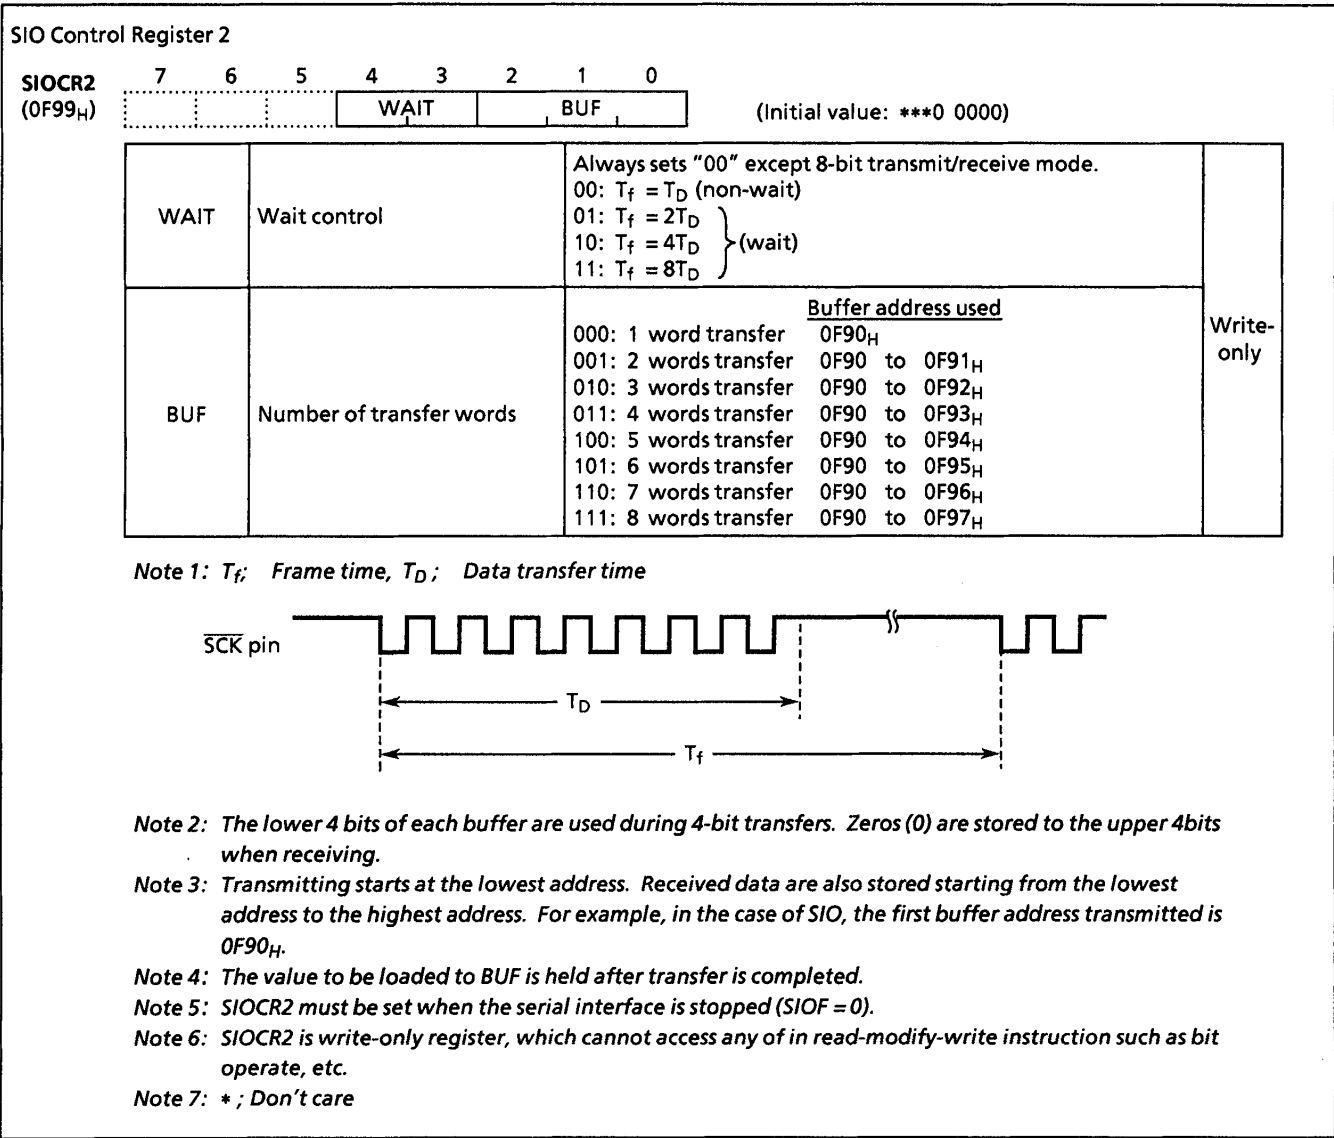 SIO Control Register 2
SIOCR2
(0F99H)
7 6 5 4 3 2 1 0
WAIT BUF
(Initial value: ***0 0000)
WAIT
Wait control
Always sets "00" except 8-bit transmit/receive mode.
00: Tf = TD (non-wait)
01: Tf = 2TD
10: Tf = 4TD (wait)
11: Tf = 8TD
Write-
only
BUF
Number of transfer words
Buffer address used
000: 1 word transfer 0F90H
001: 2 words transfer 0F90 to 0F91H
010: 3 words transfer 0F90 to 0F92H
011: 4 words transfer 0F90 to 0F93H
100: 5 words transfer 0F90 to 0F94H
101: 6 words transfer 0F90 to 0F95H
110: 7 words transfer 0F90 to 0F96H
111: 8 words transfer 0F90 to 0F97H
Note 1: Tf; Frame time, TD ; Data transfer time
SCK pin
TD
Tf
Note 2: The lower 4 bits of each buffer are used during 4-bit transfers. Zeros (0) are stored to the upper 4bits
when receiving.
Note 3: Transmitting starts at the lowest address. Received data are also stored starting from the lowest
address to the highest address. For example, in the case of SIO, the first buffer address transmitted is
0F90H.
Note 4: The value to be loaded to BUF is held after transfer is completed.
Note 5: SIOCR2 must be set when the serial interface is stopped (SIOF = 0).
Note 6: SIOCR2 is write-only register, which cannot access any of in read-modify-write instruction such as bit
operate, etc.
Note 7: * ; Don't care